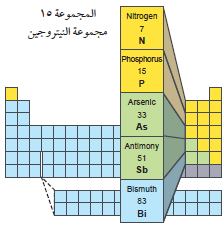 المجموعة ١٥
مجموعة النيتروجين
Nitrogen
7
N
Phosphorus
15
P
Arsenic
33
As
Antimony
51
Sb
Bismuth
83
Bi